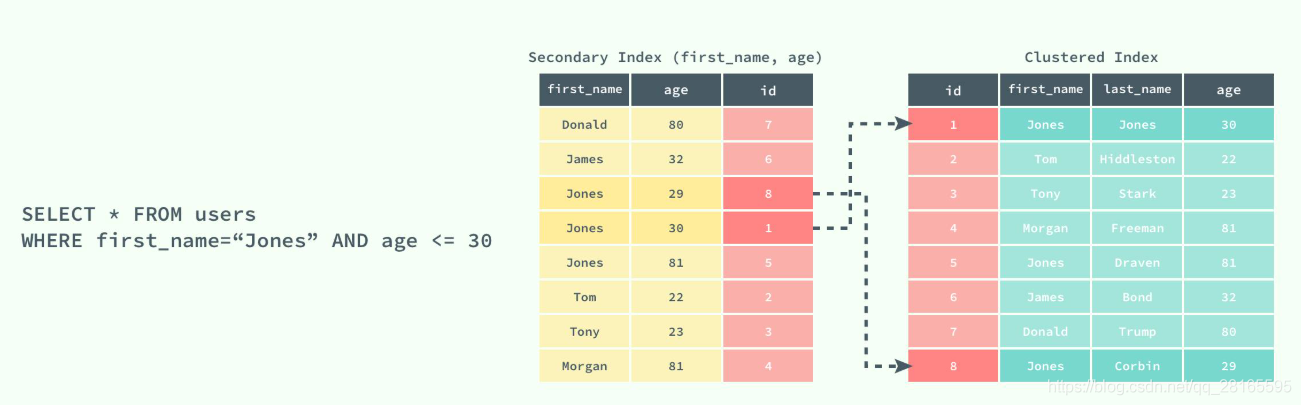 Secondary Index (first_name, age)
Clustered Index
first_name age id
id first_name last_name age
Donald 80 7
1 Jones Jones 30
James 32 6
2 Tom Hiddleston 22
Jones 29 8
3 Tony Stark 23
SELECT * FROM users
Jones 30 1
4 Morgan Freeman 81
WHERE first_name=“Jones” AND age <= 30
Jones 81 5
5 Jones Draven 81
Tom 22 2
6 James Bond 32
Tony 23 3
7 Donald Trump 80
Morgan 81 4
8 Jones Corbin 29
https://blog.csdn.net/qq_28165595